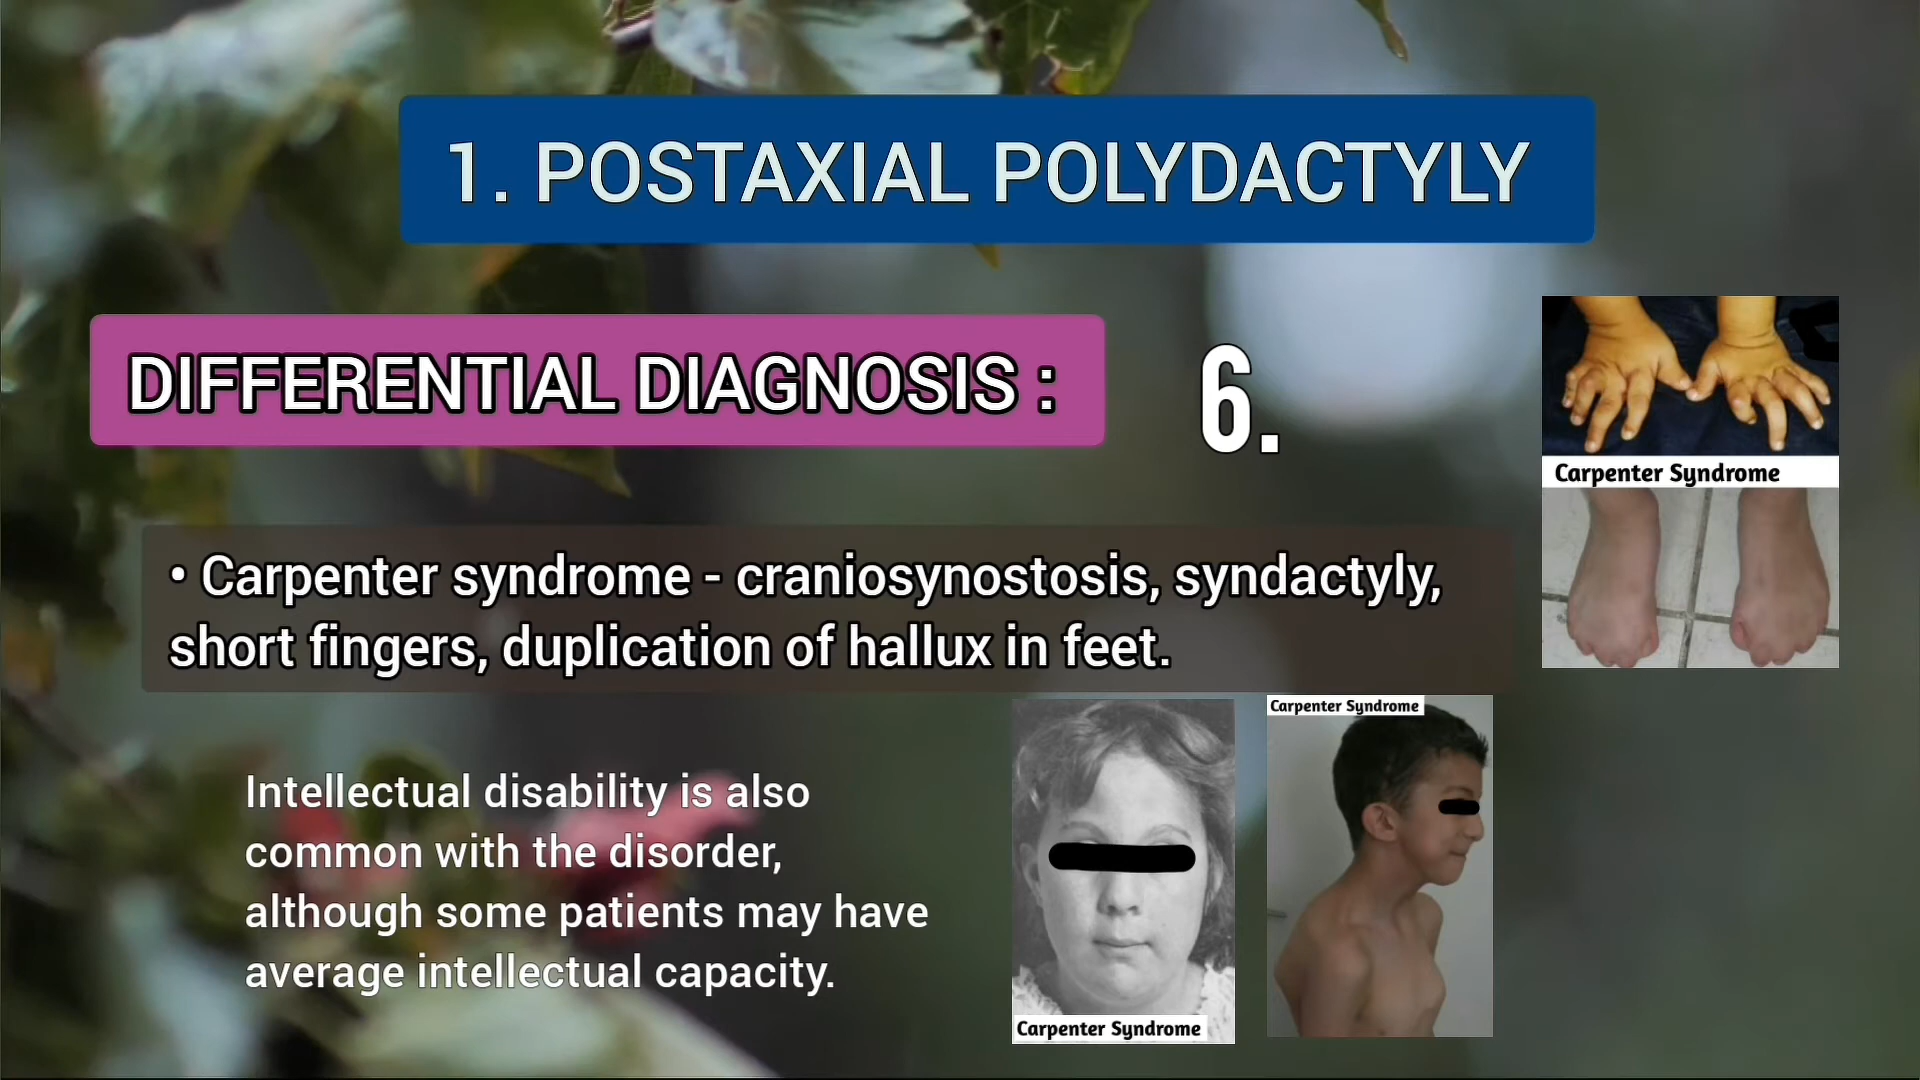 1. POSTAXIAL POLYDACTYLY
DIFFERENTIAL DIAGNOSIS :
6.
Carpenter Syndrome
• Carpenter syndrome - craniosynostosis, syndactyly,
short fingers, duplication of hallux in feet.
Intellectual disability is also
common with the disorder,
although some patients may have
average intellectual capacity.
Carpenter Syndrome
Carpenter Syndrome